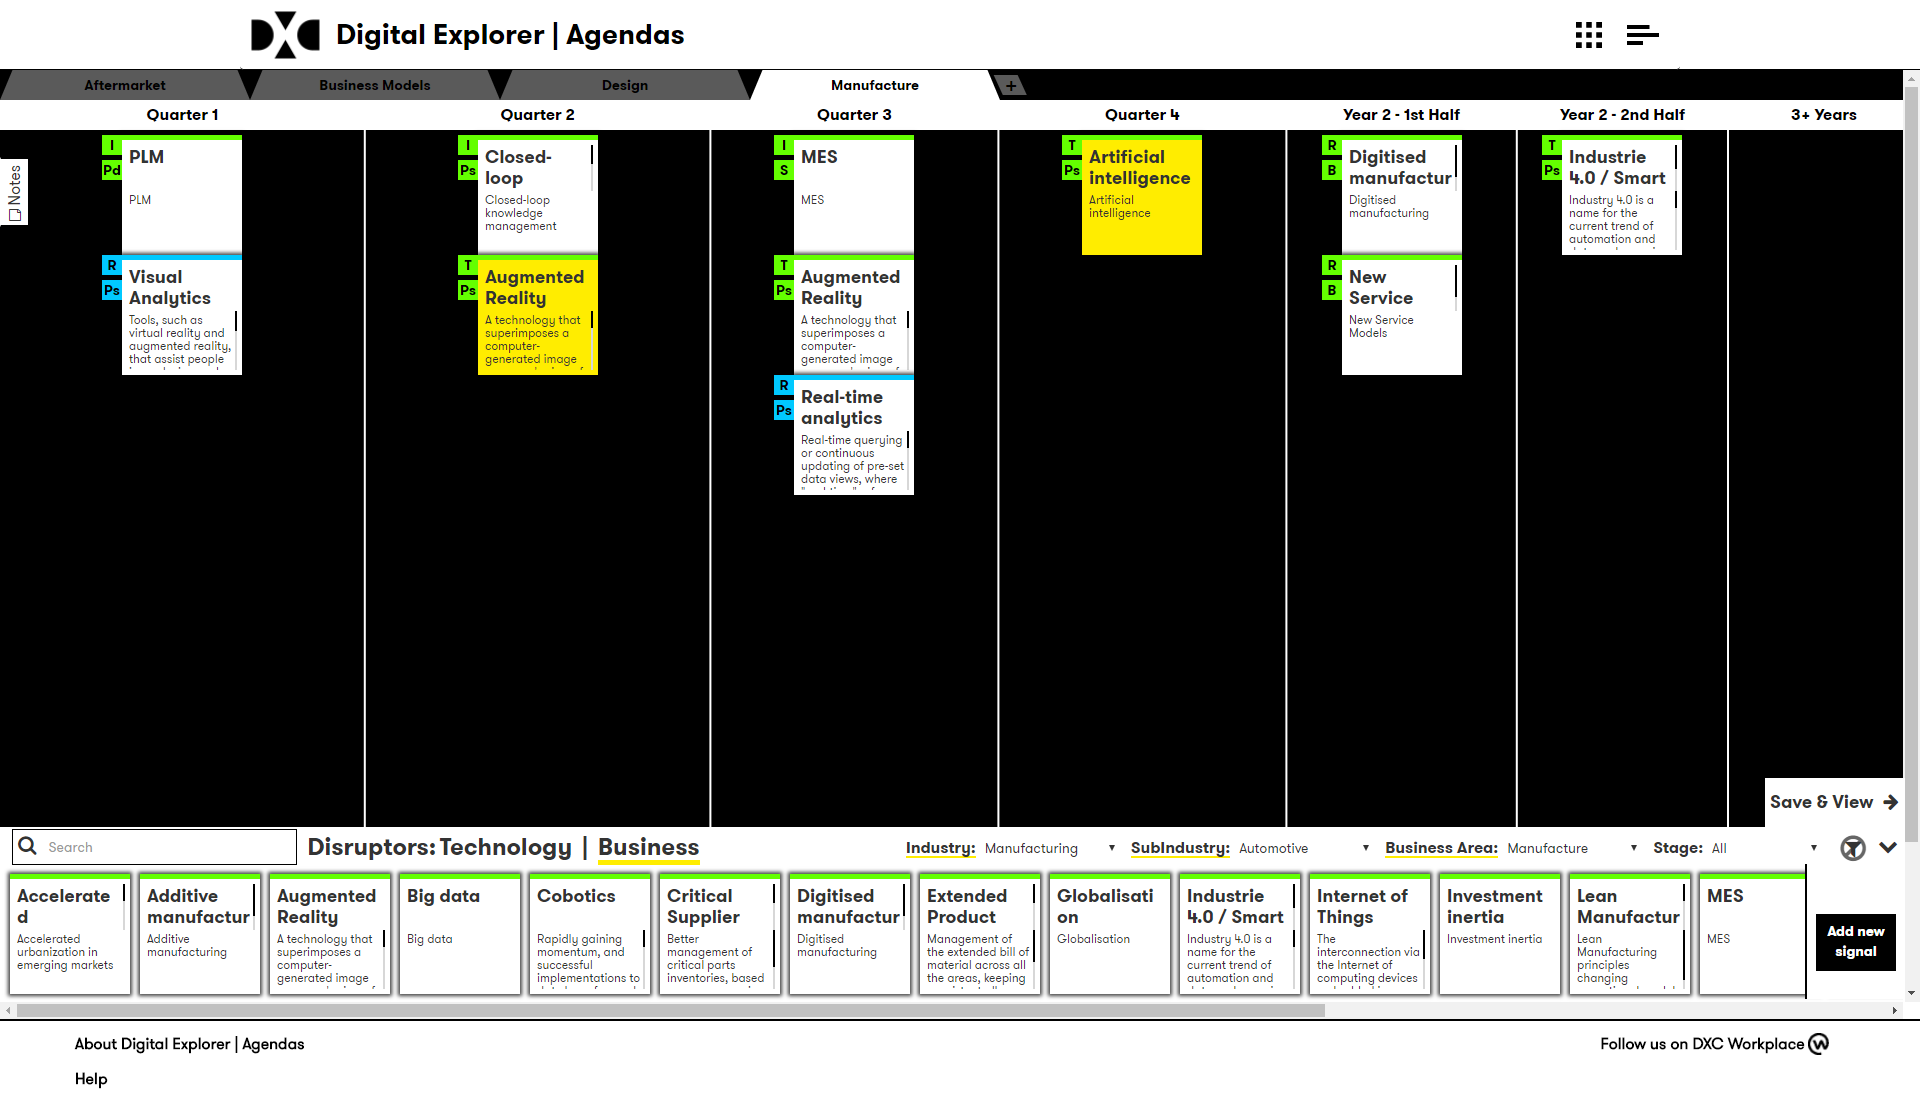 DXC
Digital Explorer | Agendas
Aftermarket
Business Models
Design
Manufacture
+
Quarter 1
Quarter 2
Quarter 3
Quarter 4
Year 2 - 1st Half
Year 2 - 2nd Half
3+ Years
Notes
I
Pd
PLM
PLM
R
Ps
Visual
Analytics
Tools, such as
virtual reality and
augmented reality,
that assist people
I
Ps
Closed-
loop
Closed-loop
knowledge
management
T
Ps
Augmented
Reality
A technology that
superimposes a
computer-
generated image
I
S
MES
MES
T
Ps
Augmented
Reality
A technology that
superimposes a
computer-
generated image
R
Ps
Real-time
analytics
Real-time querying
or continuous
updating of pre-set
data views, where
T
Ps
Artificial
intelligence
Artificial
intelligence
R
B
Digitised
manufactur
Digitised
manufacturing
R
B
New
Service
New Service
Models
T
Ps
Industrie
4.0 / Smart
Industry 4.0 is a
name for the
current trend of
automation and
Save & View
Search
Disruptors: Technology | Business
Industry: Manufacturing
SubIndustry: Automotive
Business Area: Manufacture
Stage: All
Accelerate
d
Accelerated
urbanization in
emerging markets
Additive
manufactur
Additive
manufacturing
Augmented
Reality
A technology that
superimposes a
computer-
generated image
Big data
Big data
Cobotics
Rapidly gaining
momentum, and
successful
implementations to
Critical
Supplier
Better
management of
critical parts
inventories, based
Digitised
manufactur
Digitised
manufacturing
Extended
Product
Management of
the extended bill of
material across all
the areas, keeping
Globalisati
on
Globalisation
Industrie
4.0 / Smart
Industry 4.0 is a
name for the
current trend of
automation and
Internet of
Things
The
interconnection via
the Internet of
computing devices
Investment
inertia
Investment inertia
Lean
Manufactur
Lean
Manufacturing
principles
changing
MES
MES
Add new
signal
About Digital Explorer | Agendas
Follow us on DXC Workplace
Help